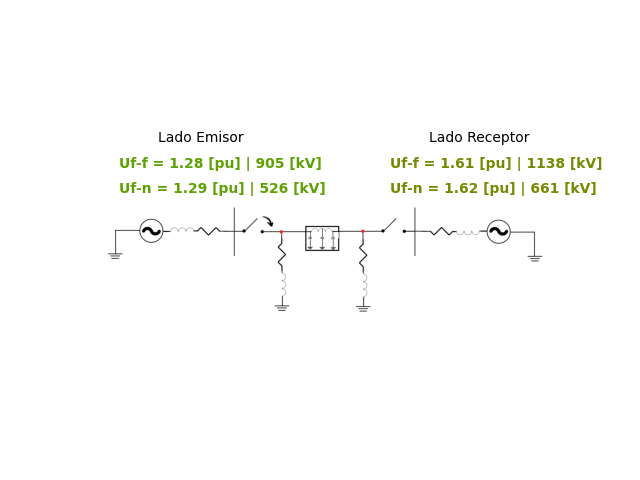 Lado Emisor
Uf-f = 1.28 [pu] | 905 [kV]
Uf-n = 1.29 [pu] | 526 [kV]
Lado Receptor
Uf-f = 1.61 [pu] | 1138 [kV]
Uf-n = 1.62 [pu] | 661 [kV]